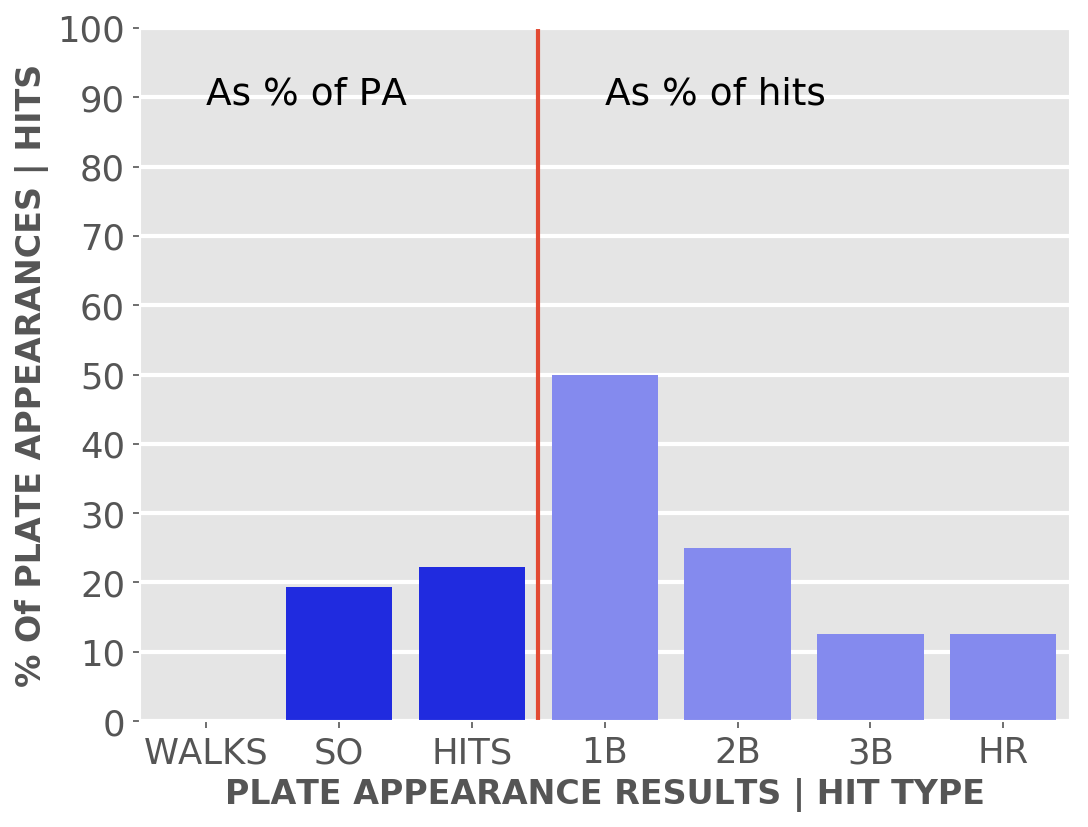 100
90
80
70
60
50
40
30
20
10
0
% Of PLATE APPEARANCES | HITS
As % of PA
As % of hits
WALKS SO HITS 1B 2B 3B HR
PLATE APPEARANCE RESULTS | HIT TYPE